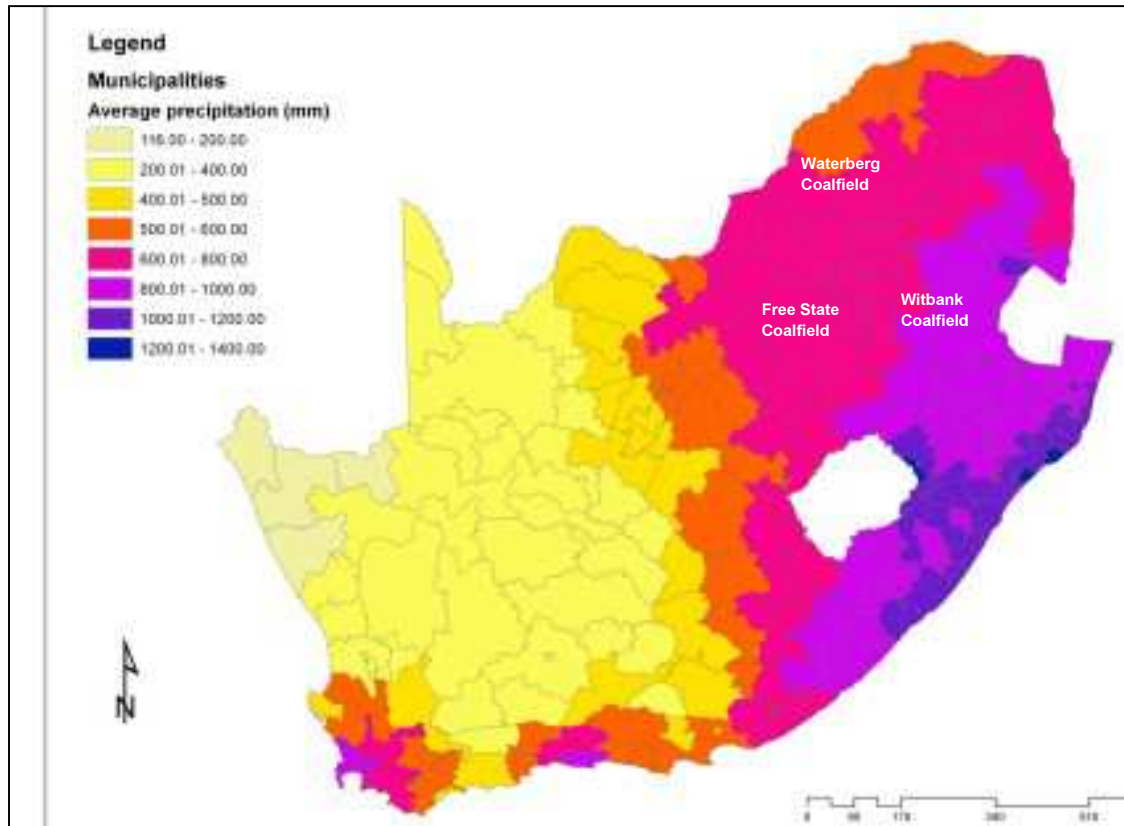 Legend
Municipalities
Average precipitation (mm)
116.00 - 200.00
200.01 - 400.00
400.01 - 500.00
500.01 - 600.00
600.01 - 800.00
800.01 - 1000.00
1000.01 - 1200.00
1200.01 - 1400.00
Waterberg
Coalfield
Free State
Coalfield
Witbank
Coalfield
N
0